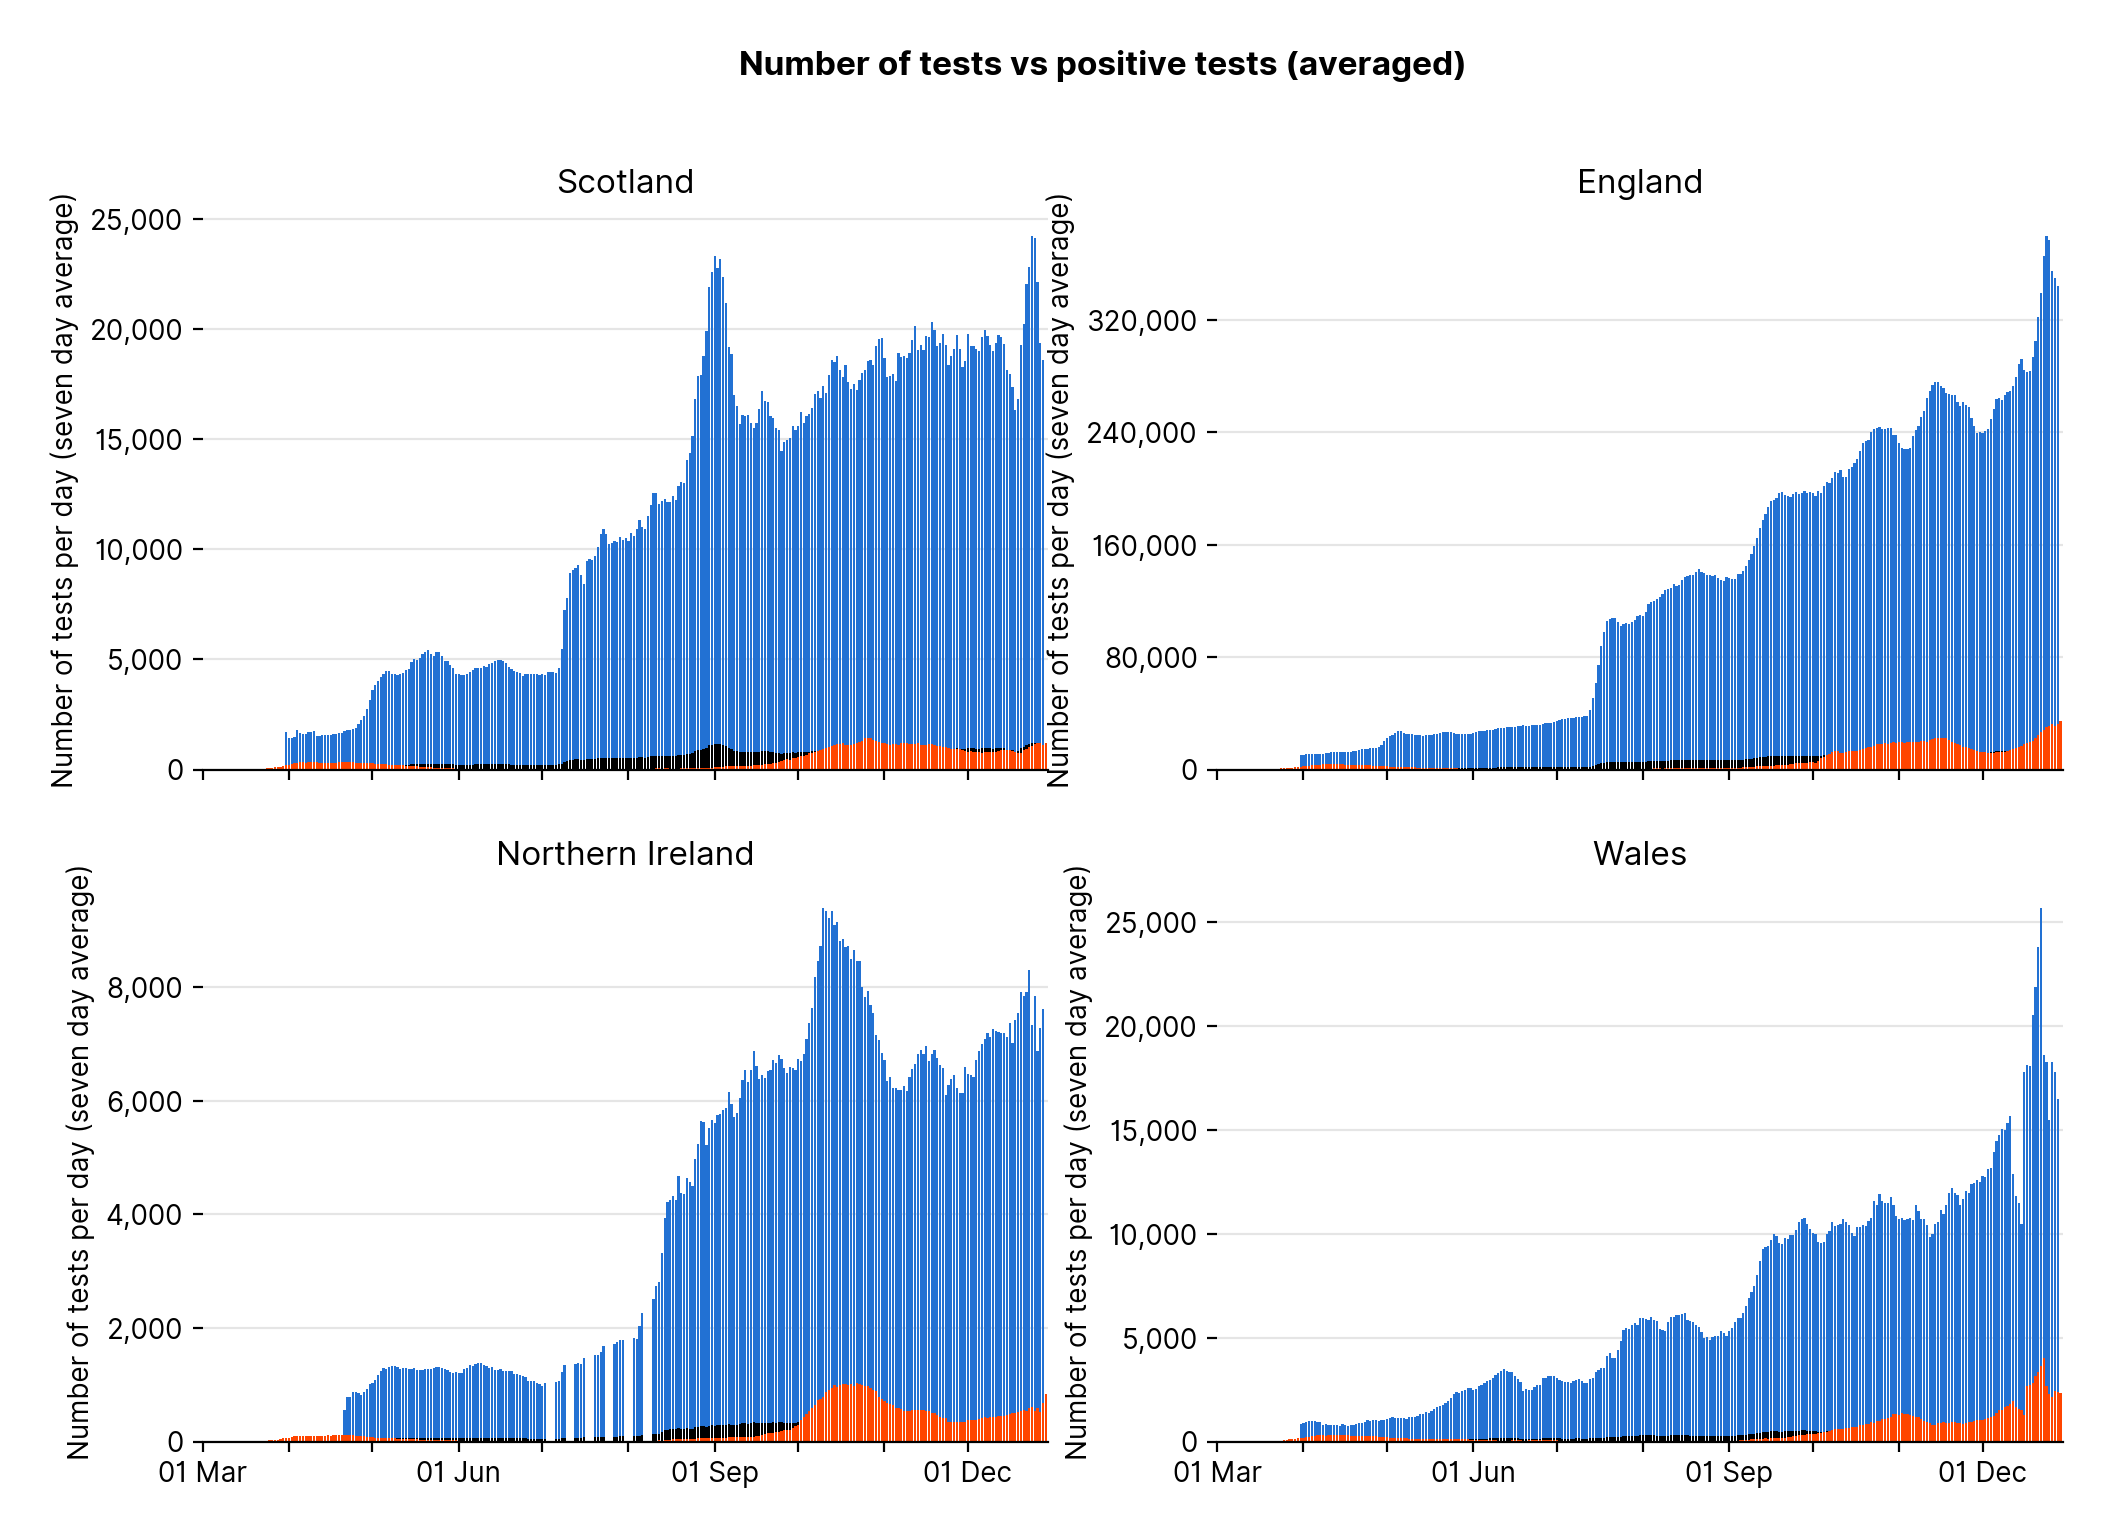 Number of tests vs positive tests (averaged)
Scotland
Number of tests per day (seven day average)
25,000
20,000
15,000
10,000
5,000
0
England
Number of tests per day (seven day average)
320,000
240,000
160,000
80,000
0
Northern Ireland
Number of tests per day (seven day average)
8,000
6,000
4,000
2,000
0
01 Mar
01 Jun
01 Sep
01 Dec
Wales
Number of tests per day (seven day average)
25,000
20,000
15,000
10,000
5,000
0
01 Mar
01 Jun
01 Sep
01 Dec